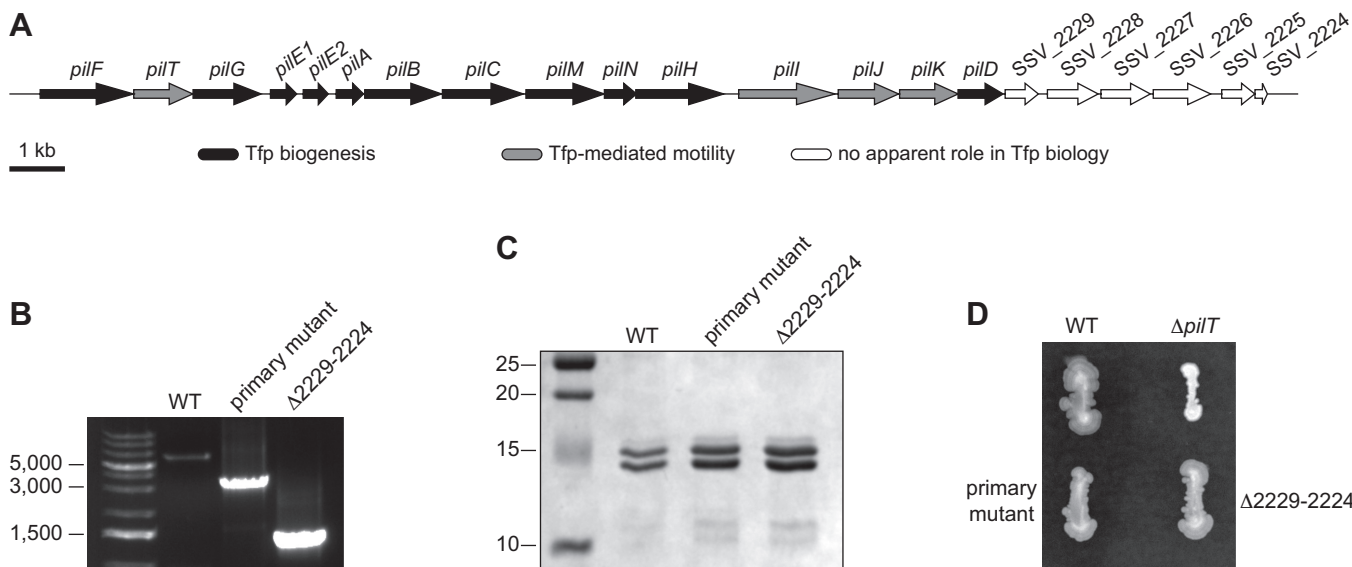 A
pilF pilT pilG pilE1 pilE2 pilA pilB pilC pilM pilN pilH pilI pilJ pilK pilD SSV_2229 SSV_2228 SSV_2227 SSV_2226 SSV_2225 SSV_2224
1 kb
Tfp biogenesis
Tfp-mediated motility
no apparent role in Tfp biology
B
WT
primary mutant
Δ2229-2224
5,000
3,000
1,500
C
WT
primary mutant
Δ2229-2224
25
20
15
10
D
WT
ΔpilT
primary
mutant
Δ2229-2224